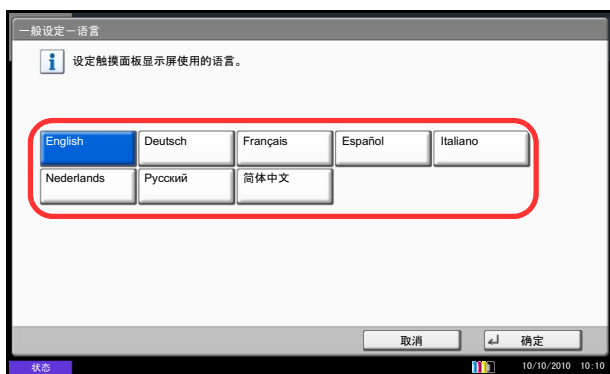 一般设定－语言
设定触摸面板显示屏使用的语言。
English Deutsch Français Español Italiano
Nederlands Русский 简体中文
取消 确定
状态 10/10/2010 10:10